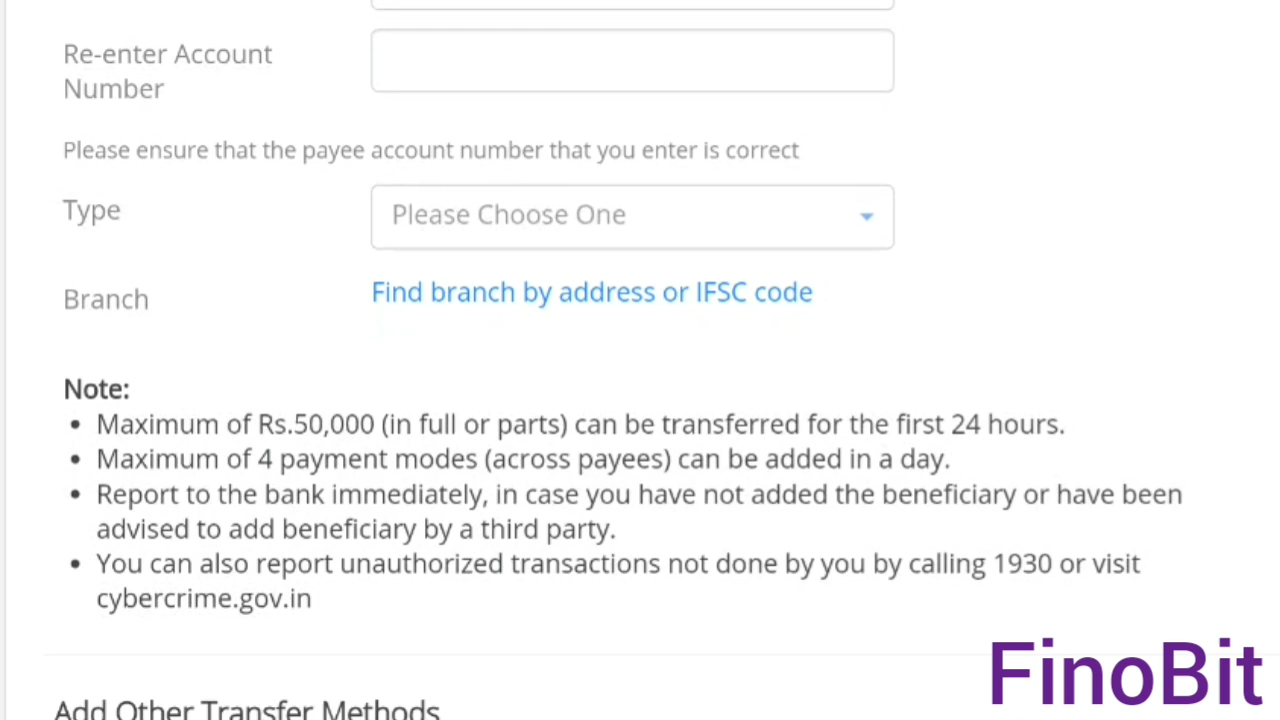 Re-enter Account
Number
Please ensure that the payee account number that you enter is correct
Type
Please Choose One
Branch
Find branch by address or IFSC code
Note:
• Maximum of Rs.50,000 (in full or parts) can be transferred for the first 24 hours.
• Maximum of 4 payment modes (across payees) can be added in a day.
• Report to the bank immediately, in case you have not added the beneficiary or have been
advised to add beneficiary by a third party.
• You can also report unauthorized transactions not done by you by calling 1930 or visit
cybercrime.gov.in
FinoBit
Add Other Transfer Methods